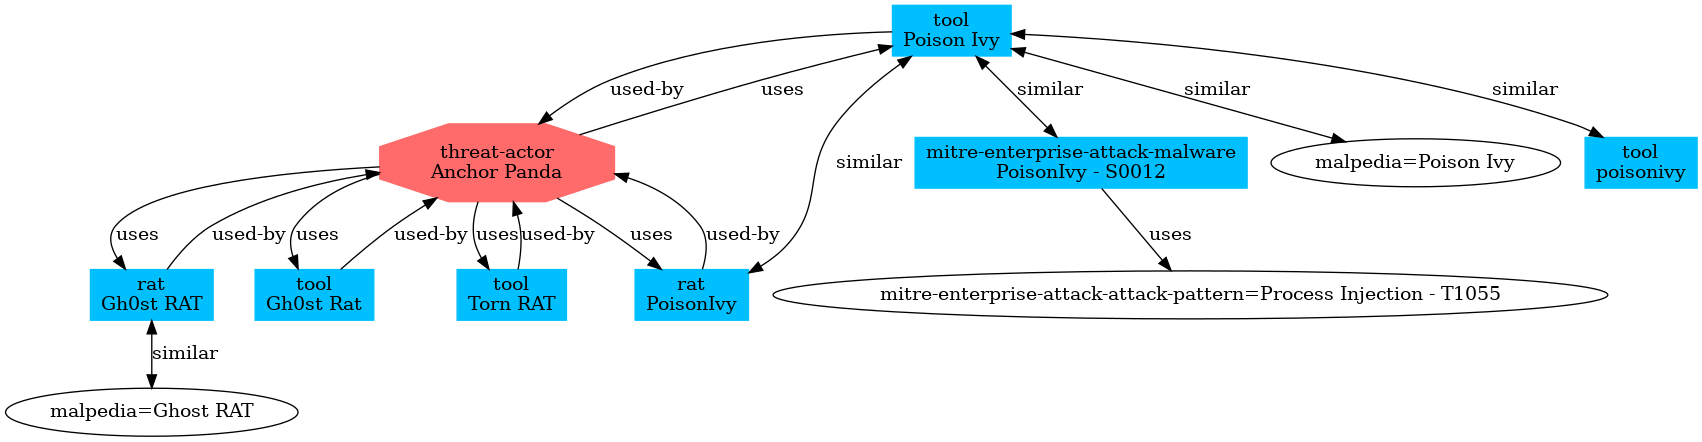 tool
Poison Ivy
used-by
uses
similar
similar
similar
threat-actor
Anchor Panda
similar
mitre-enterprise-attack-malware
PoisonIvy - S0012
malpedia=Poison Ivy
tool
poisonivy
uses
used-by
uses
used-by
uses
used-by
uses
used-by
uses
rat
Gh0st RAT
tool
Gh0st Rat
tool
Torn RAT
rat
PoisonIvy
mitre-enterprise-attack-attack-pattern=Process Injection - T1055
similar
malpedia=Ghost RAT